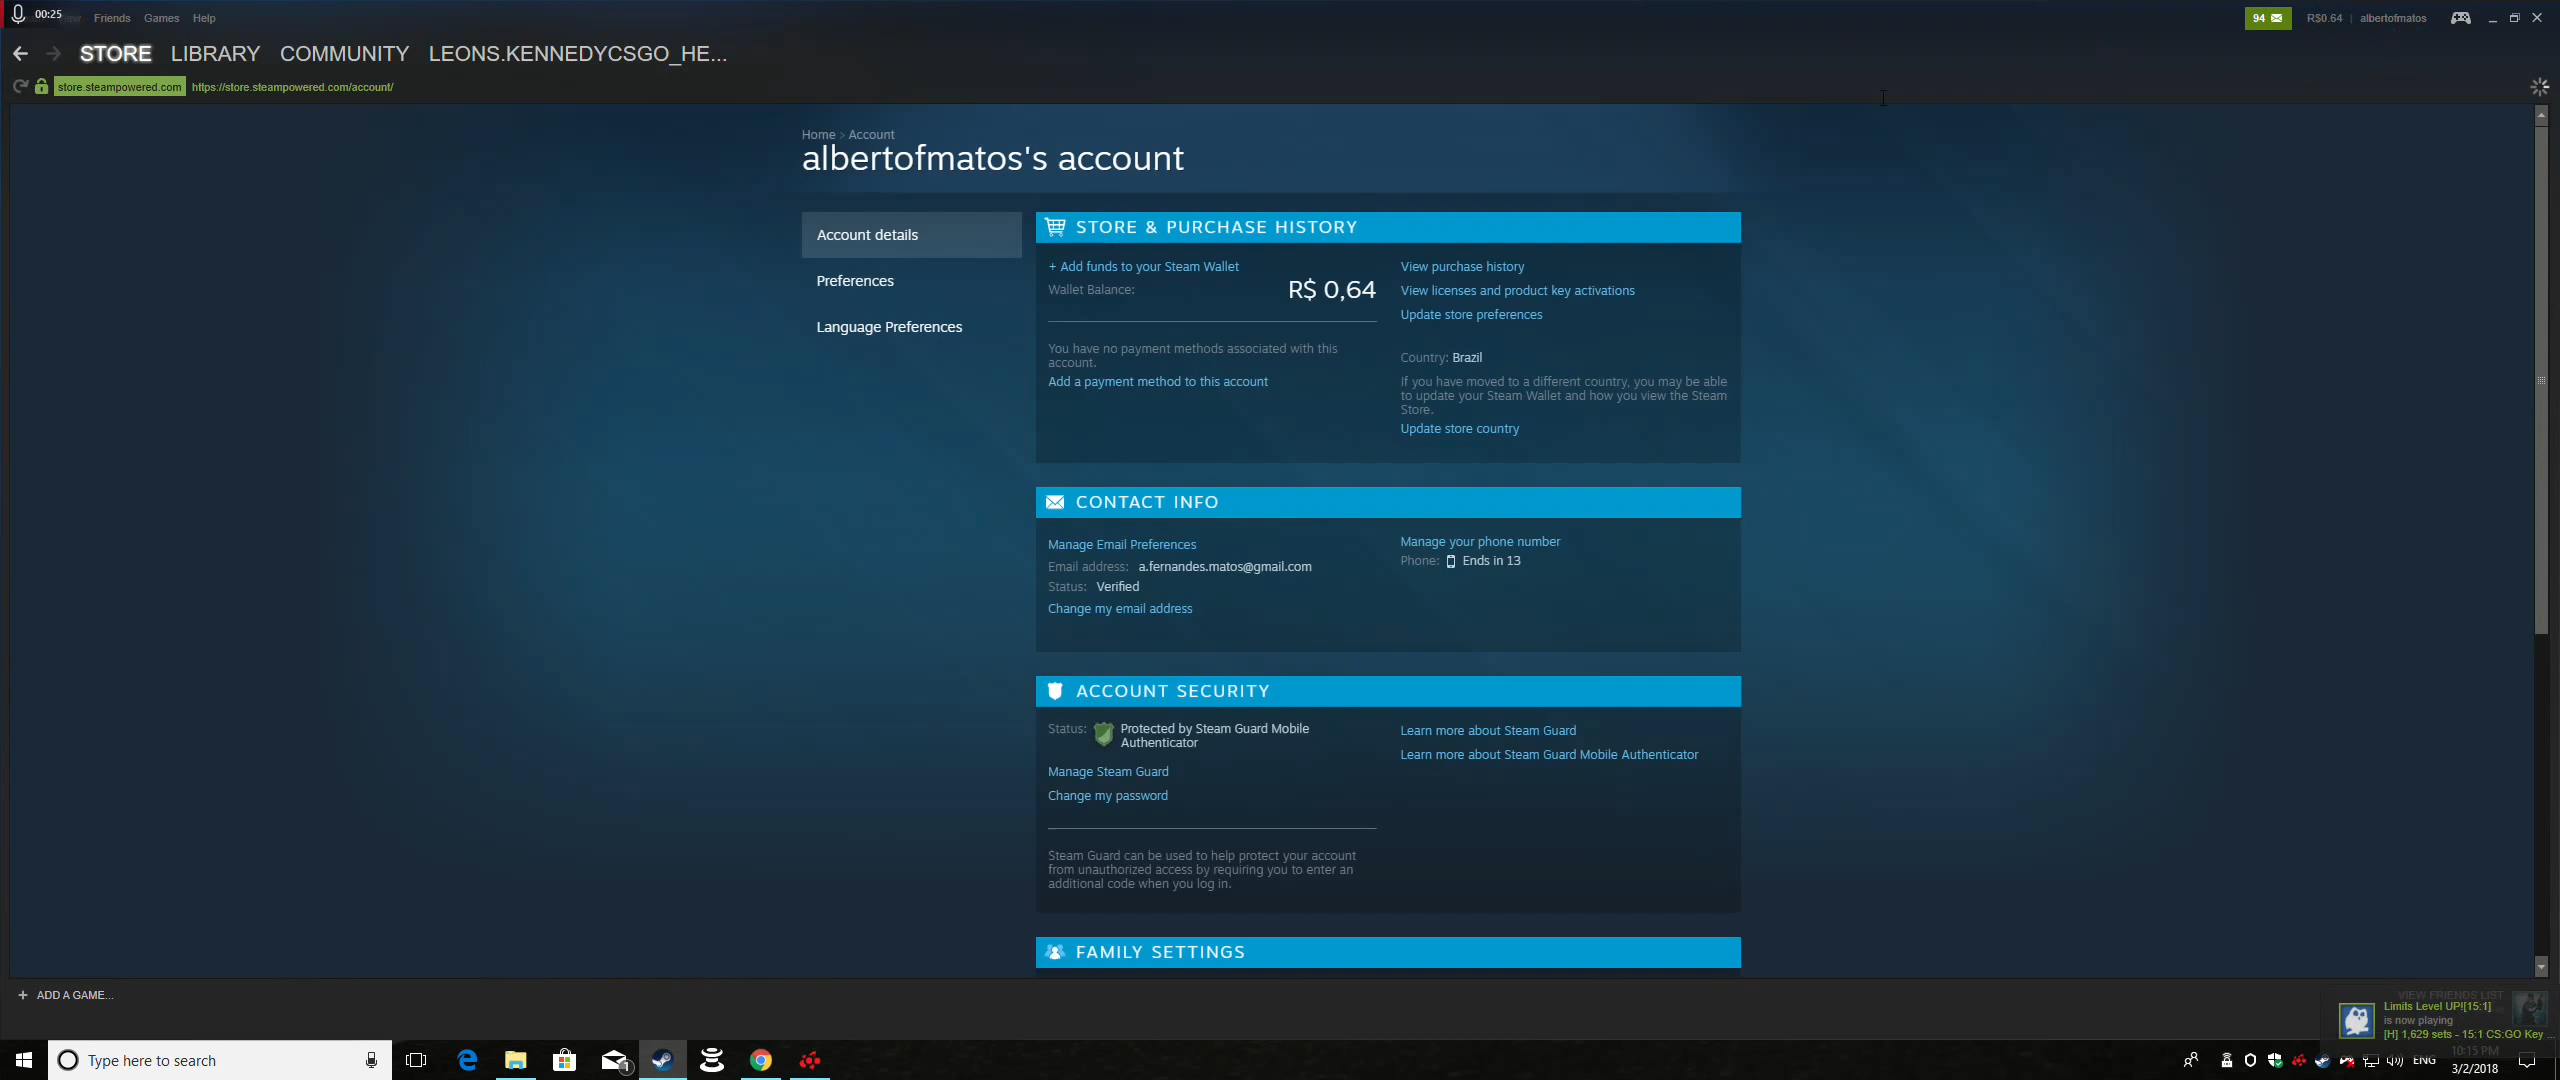 00:25
Friends Games Help
94
R$0.64 | albertofmatos
STORE LIBRARY COMMUNITY LEONS.KENNEDYCSGO_HE...
store.steampowered.com https://store.steampowered.com/account/
Home > Account
albertofmatos's account
Account details
Preferences
Language Preferences
STORE & PURCHASE HISTORY
+ Add funds to your Steam Wallet
Wallet Balance: R$ 0,64
You have no payment methods associated with this
account.
Add a payment method to this account
View purchase history
View licenses and product key activations
Update store preferences
Country: Brazil
If you have moved to a different country, you may be able
to update your Steam Wallet and how you view the Steam
Store.
Update store country
CONTACT INFO
Manage Email Preferences
Email address: a.fernandes.matos@gmail.com
Status: Verified
Change my email address
Manage your phone number
Phone: Ends in 13
ACCOUNT SECURITY
Status: Protected by Steam Guard Mobile
Authenticator
Manage Steam Guard
Change my password
Steam Guard can be used to help protect your account
from unauthorized access by requiring you to enter an
additional code when you log in.
Learn more about Steam Guard
Learn more about Steam Guard Mobile Authenticator
FAMILY SETTINGS
+ ADD A GAME...
VIEW FRIENDS LIST
Limits Level UP![15:1]
is now playing
[H] 1,629 sets - 15:1 CS:GO Key ...
Type here to search
1
ENG
10:15 PM
3/2/2018